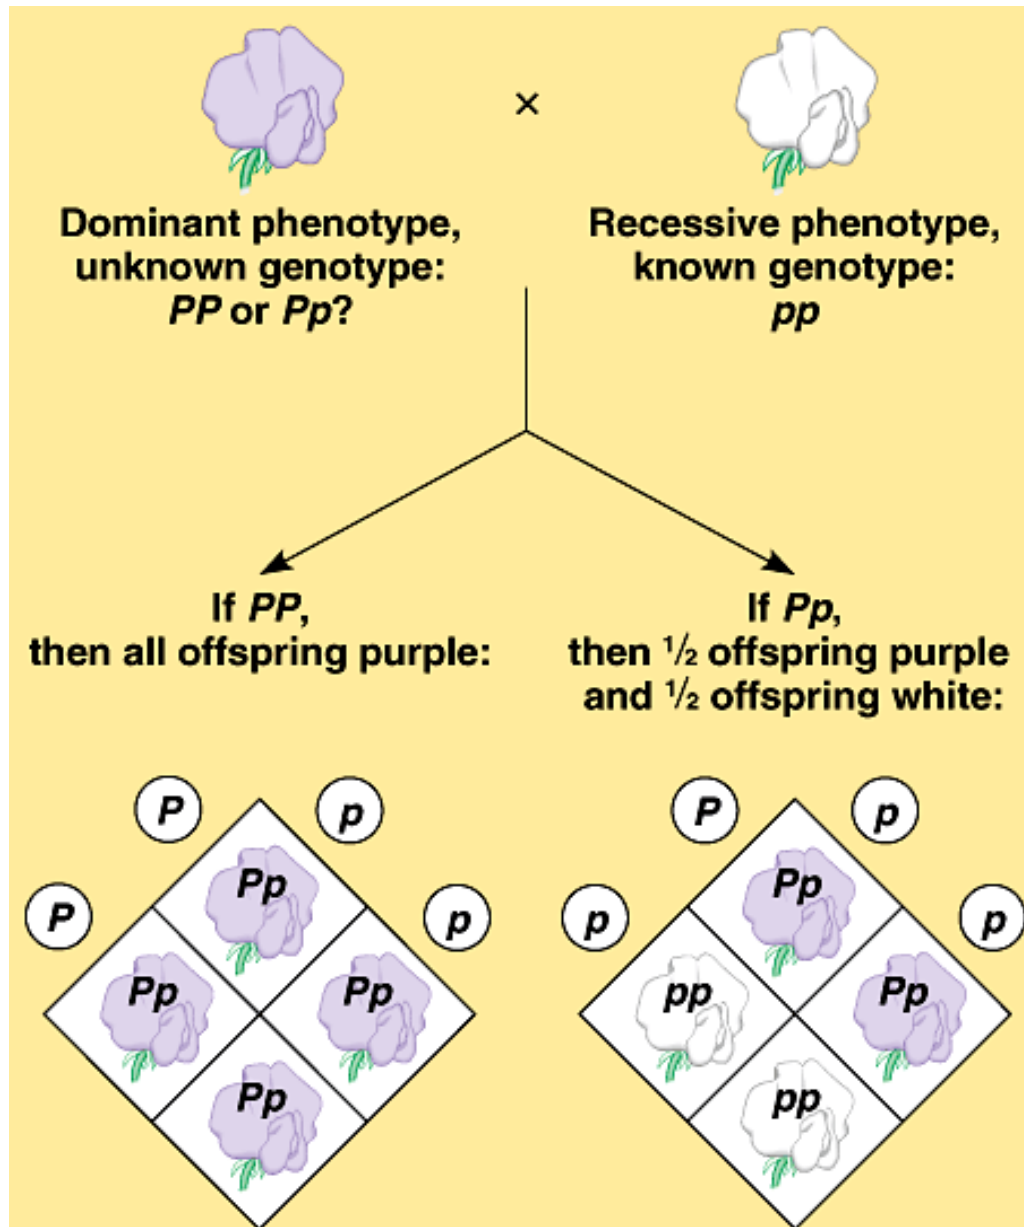 ×
Dominant phenotype,
unknown genotype:
PP or Pp?
Recessive phenotype,
known genotype:
pp
If PP,
then all offspring purple:
If Pp,
then ½ offspring purple
and ½ offspring white:
P p
P p
Pp
Pp Pp
Pp
P p
p p
Pp
pp Pp
pp